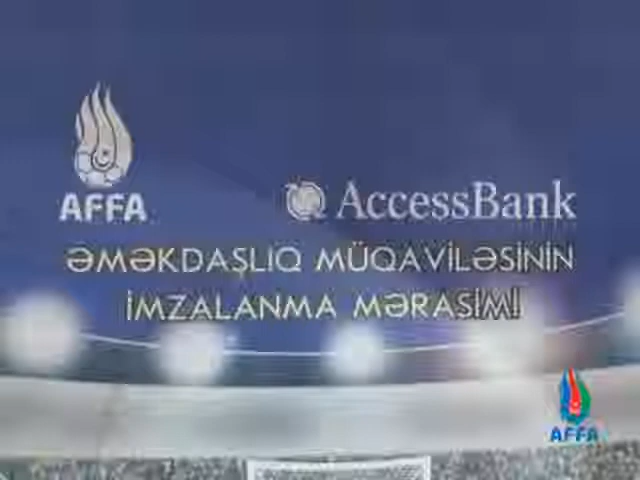 AFFA
AccessBank
ƏMƏKDAŞLIQ MÜQAVİLƏSİNİN
İMZALANMA MƏRASİMİ
AFFA